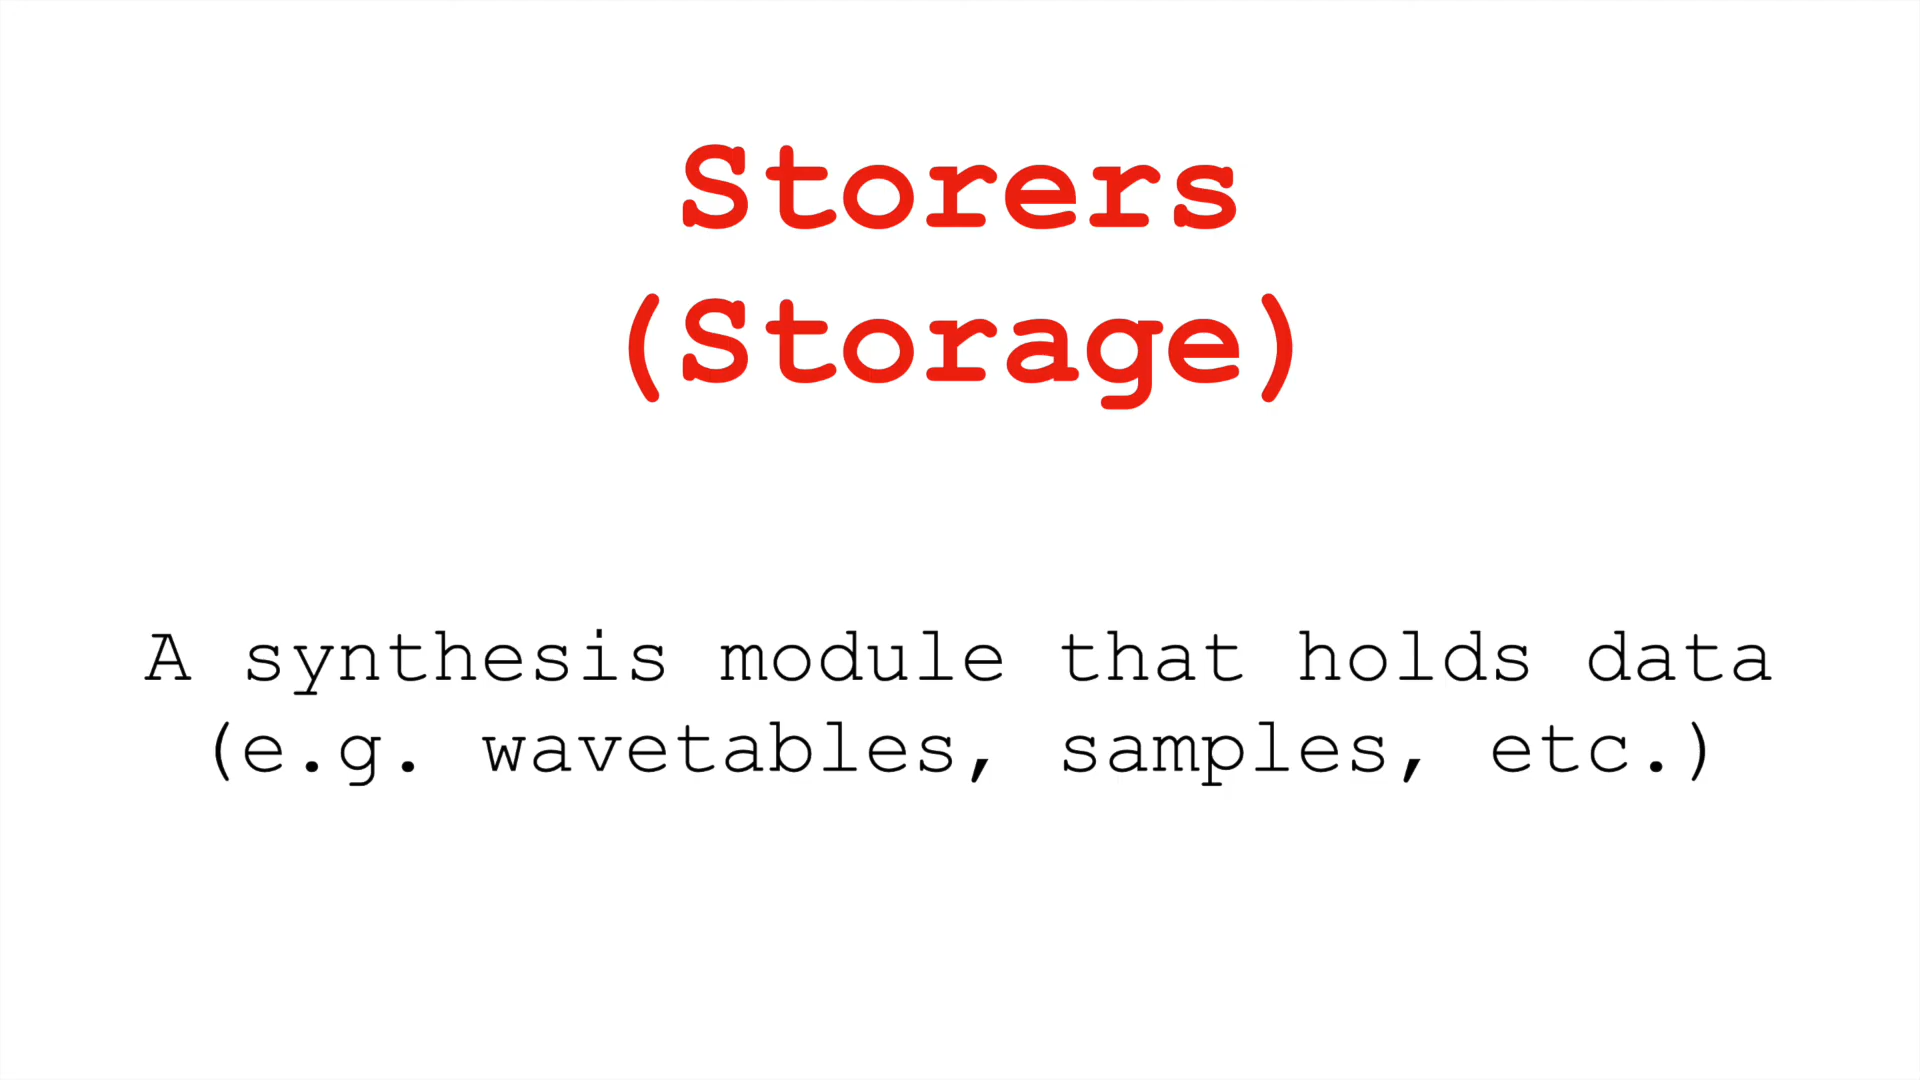 Storers
(Storage)
A synthesis module that holds data
(e.g. wavetables, samples, etc.)